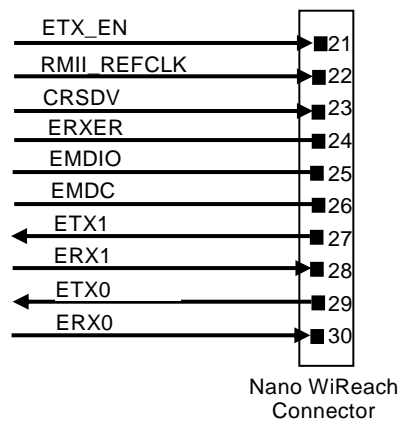 ETX_EN 21
RMII_REFCLK 22
CRSDV 23
ERXER 24
EMDIO 25
EMDC 26
ETX1 27
ERX1 28
ETX0 29
ERX0 30
Nano WiReach
Connector